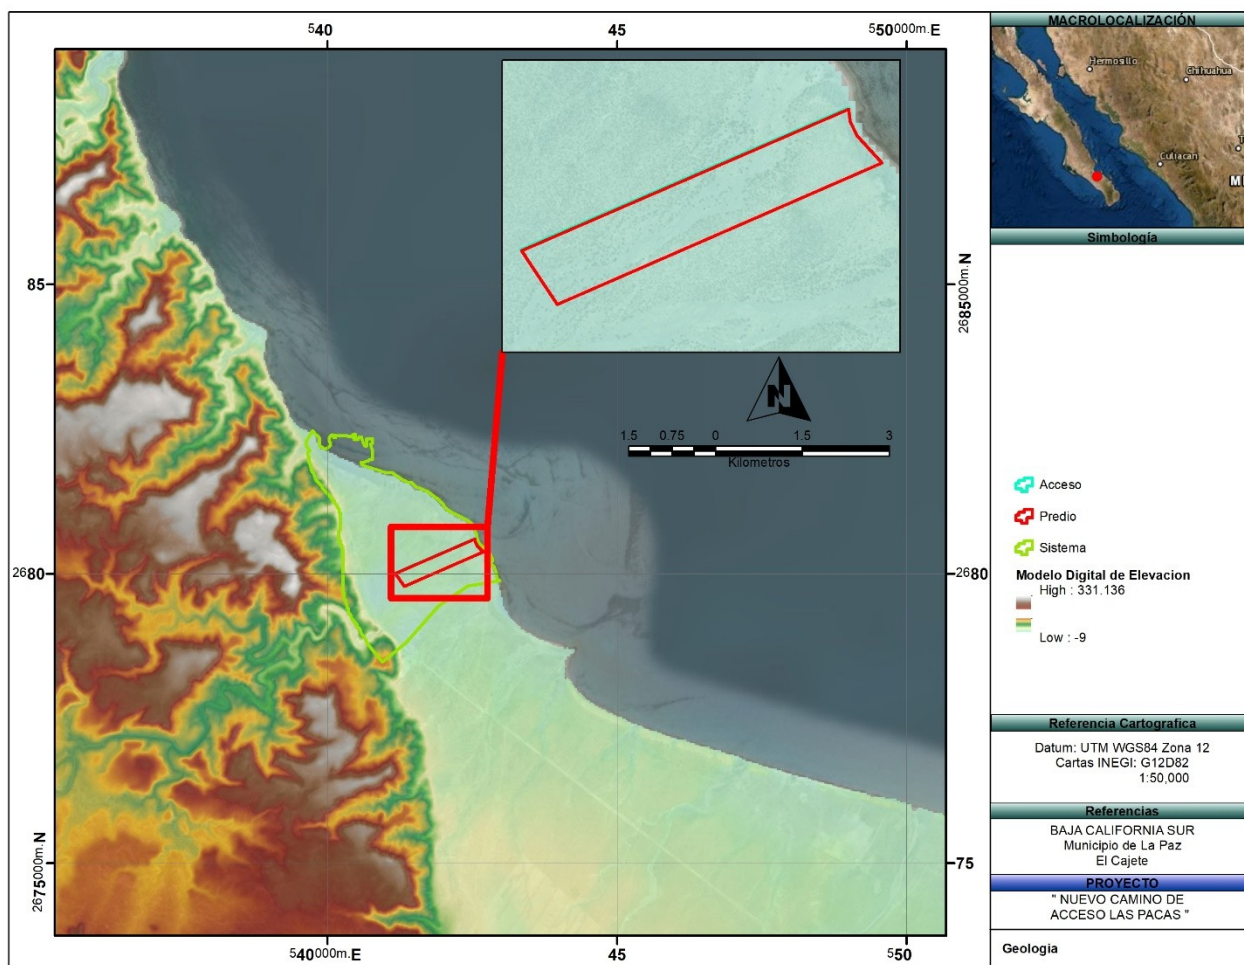 540
45
550000m.E
85
2685000m.N
N
1.5 0.75 0 1.5 3
Kilometros
2680
2680
2675000m.N
75
540000m.E
45
550
MACROLOCALIZACIÓN
Hermosillo
Chihuahua
Culiacan
Simbología
Acceso
Predio
Sistema
Modelo Digital de Elevacion
High : 331.136
Low : -9
Referencia Cartografica
Datum: UTM WGS84 Zona 12
Cartas INEGI: G12D82
1:50,000
Referencias
BAJA CALIFORNIA SUR
Municipio de La Paz
El Cajete
PROYECTO
" NUEVO CAMINO DE
ACCESO LAS PACAS "
Geologia